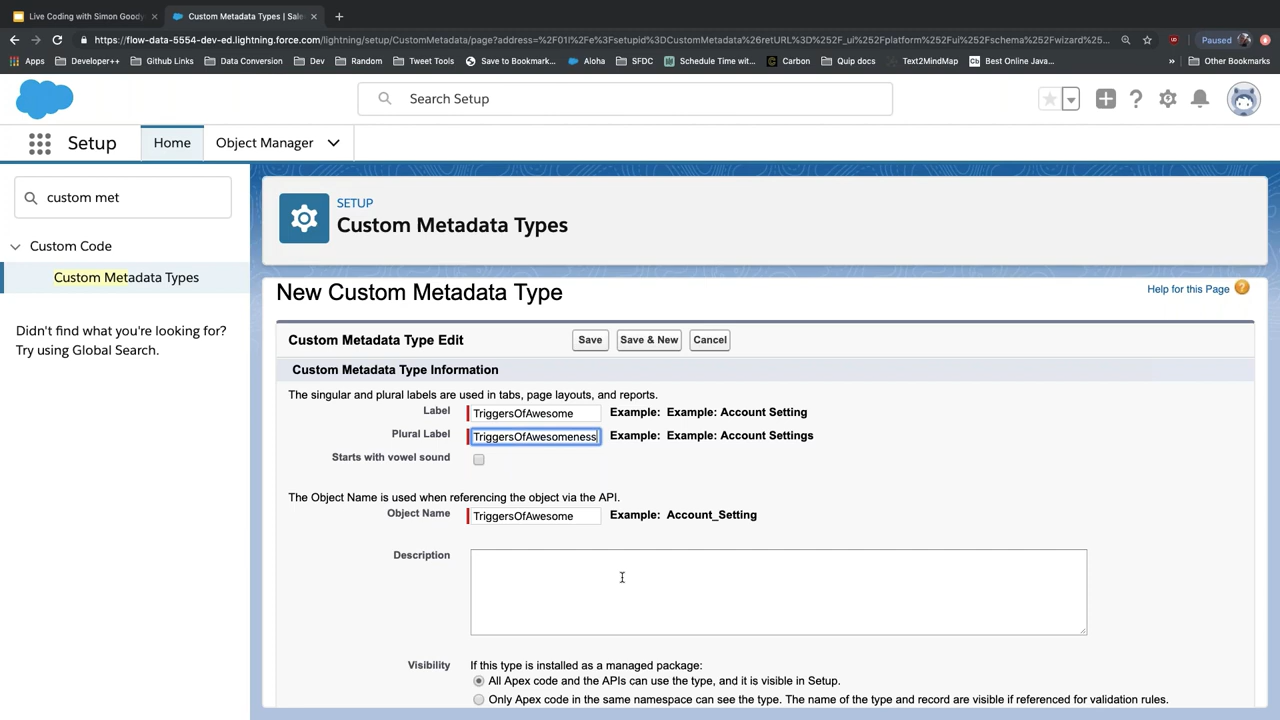 Live Coding with Simon Goody
Custom Metadata Types | Sale
https://flow-data-5554-dev-ed.lightning.force.com/lightning/setup/CustomMetadata/page?address=%2F01I%2Fe%3Fsetupid%3DCustomMetadata%26retURL%3D%252F_ui%252Fplatform%252Fui%252Fschema%252Fwizard%252...
Paused
Apps Developer++ Github Links Data Conversion Dev Random Tweet Tools Save to Bookmark... Aloha SFDC Schedule Time wit... Carbon Quip docs Text2MindMap Best Online Java... » Other Bookmarks
Search Setup
Setup Home Object Manager
custom met
Custom Code
Custom Metadata Types
Didn't find what you're looking for?
Try using Global Search.
SETUP
Custom Metadata Types
New Custom Metadata Type
Help for this Page ?
Custom Metadata Type Edit Save Save & New Cancel
Custom Metadata Type Information
The singular and plural labels are used in tabs, page layouts, and reports.
Label TriggersOfAwesome Example: Example: Account Setting
Plural Label TriggersOfAwesomeness Example: Example: Account Settings
Starts with vowel sound
The Object Name is used when referencing the object via the API.
Object Name TriggersOfAwesome Example: Account_Setting
Description
Visibility If this type is installed as a managed package:
All Apex code and the APIs can use the type, and it is visible in Setup.
Only Apex code in the same namespace can see the type. The name of the type and record are visible if referenced for validation rules.